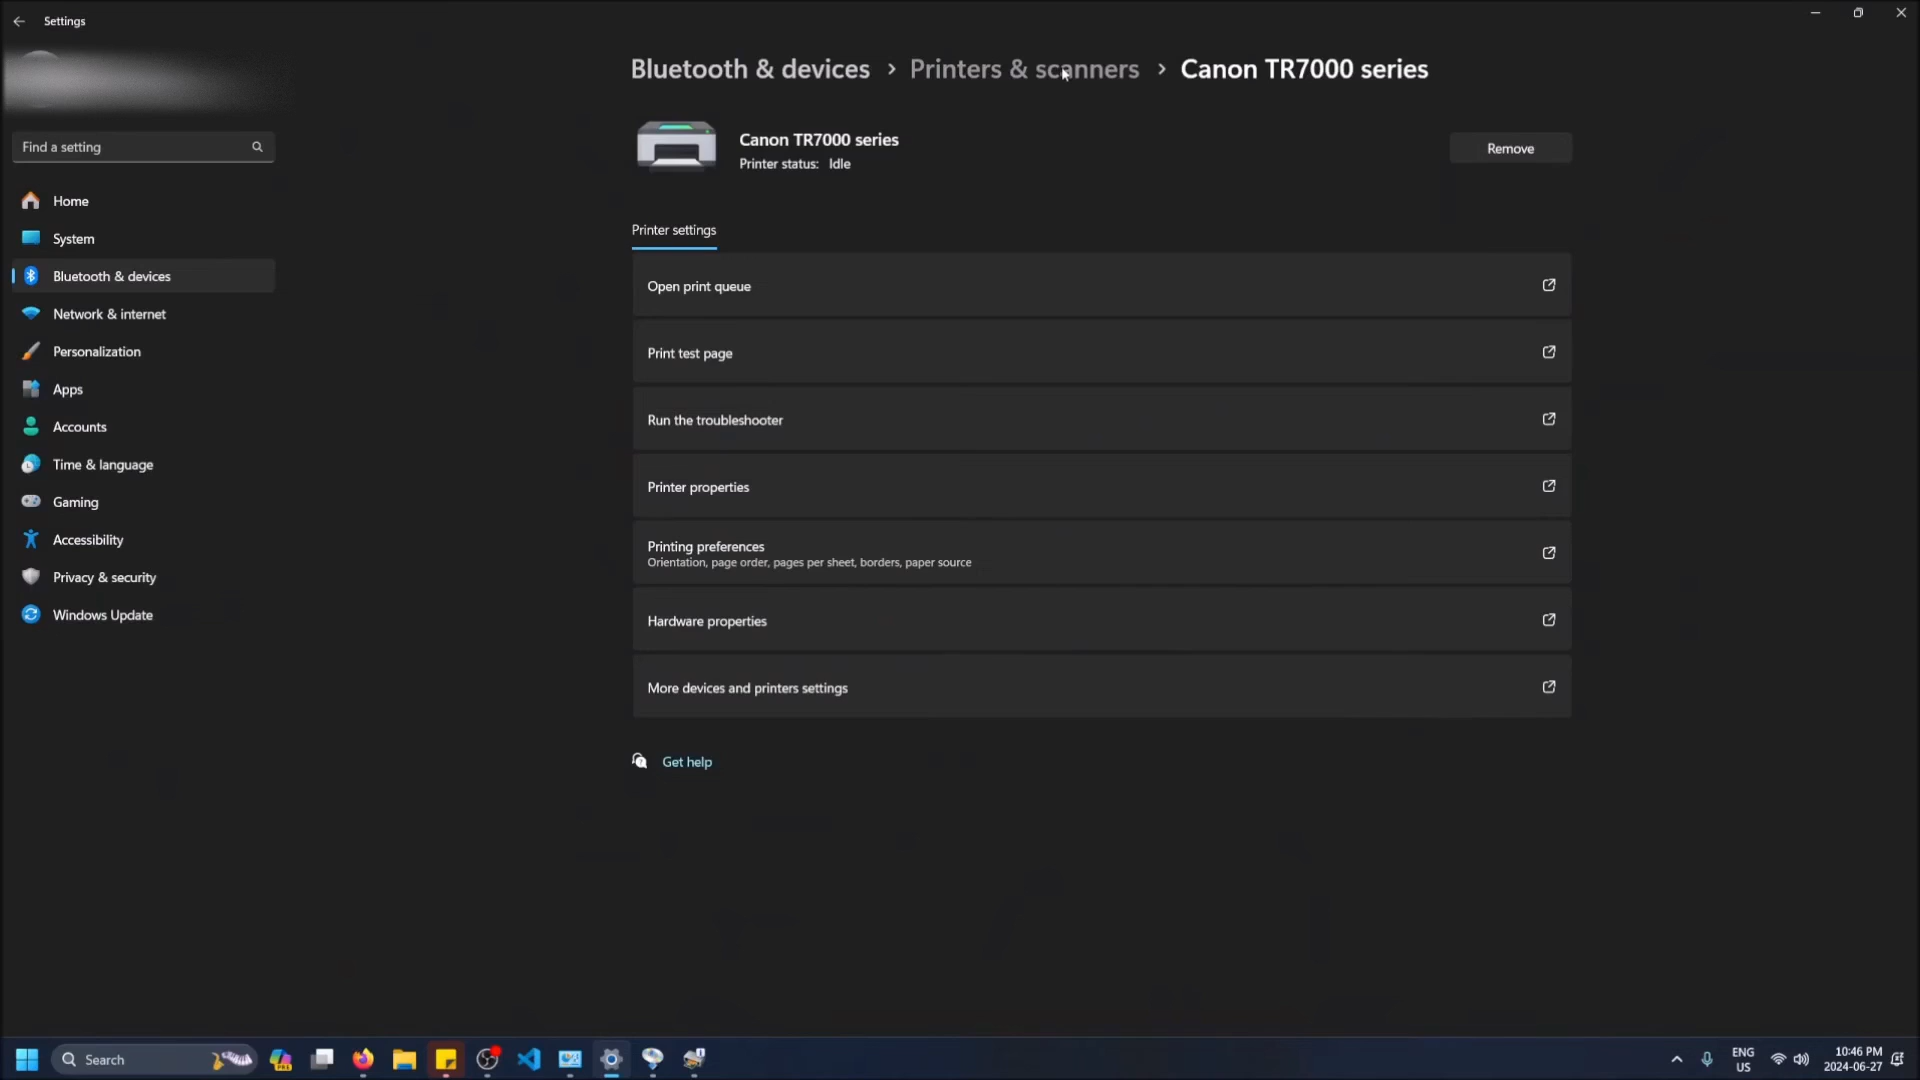 Settings
Bluetooth & devices > Printers & scanners > Canon TR7000 series
Find a setting
Home
System
Bluetooth & devices
Network & internet
Personalization
Apps
Accounts
Time & language
Gaming
Accessibility
Privacy & security
Windows Update
Canon TR7000 series
Printer status: Idle
Remove
Printer settings
Open print queue
Print test page
Run the troubleshooter
Printer properties
Printing preferences
Orientation, page order, pages per sheet, borders, paper source
Hardware properties
More devices and printers settings
Get help
Search
ENG
US
10:46 PM
2024-06-27